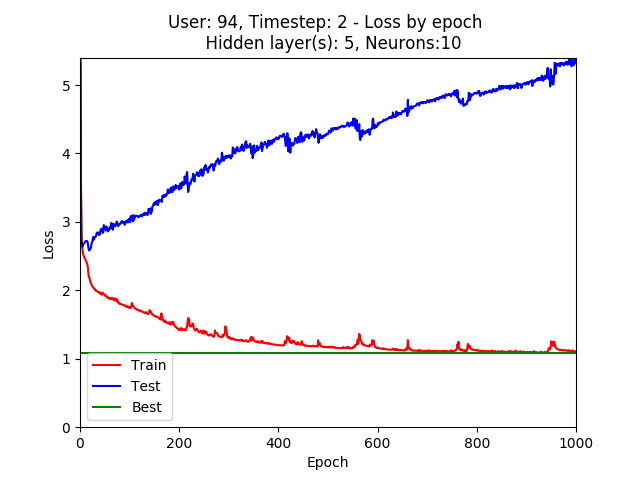 User: 94, Timestep: 2 - Loss by epoch
Hidden layer(s): 5, Neurons:10
5
4
3
2
1
0
Loss
Train
Test
Best
0 200 400 600 800 1000
Epoch